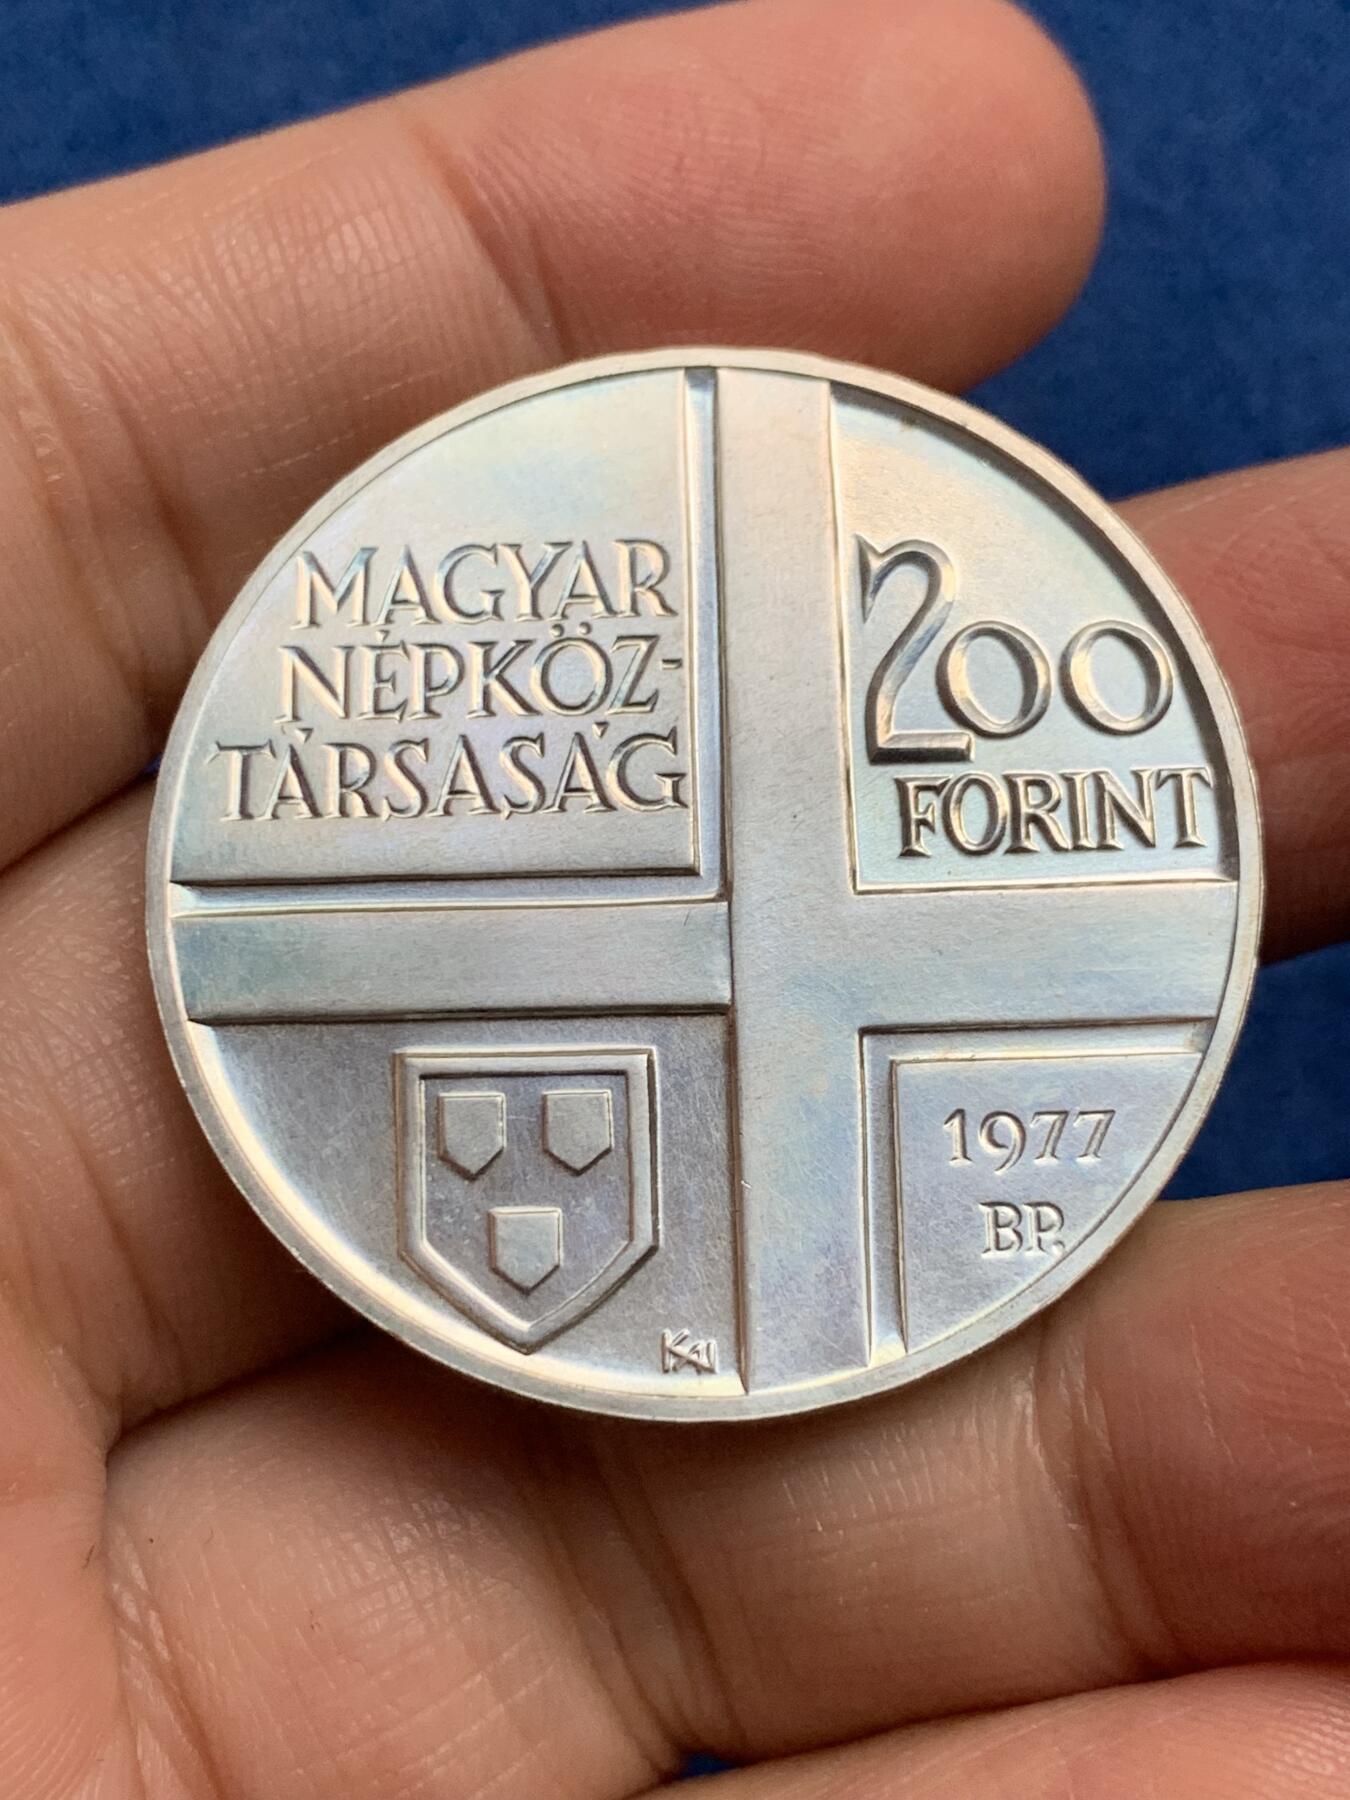 MAGYAR
NÉPKÖZ-
TÁRSASÁG
200
FORINT
1977
BP.